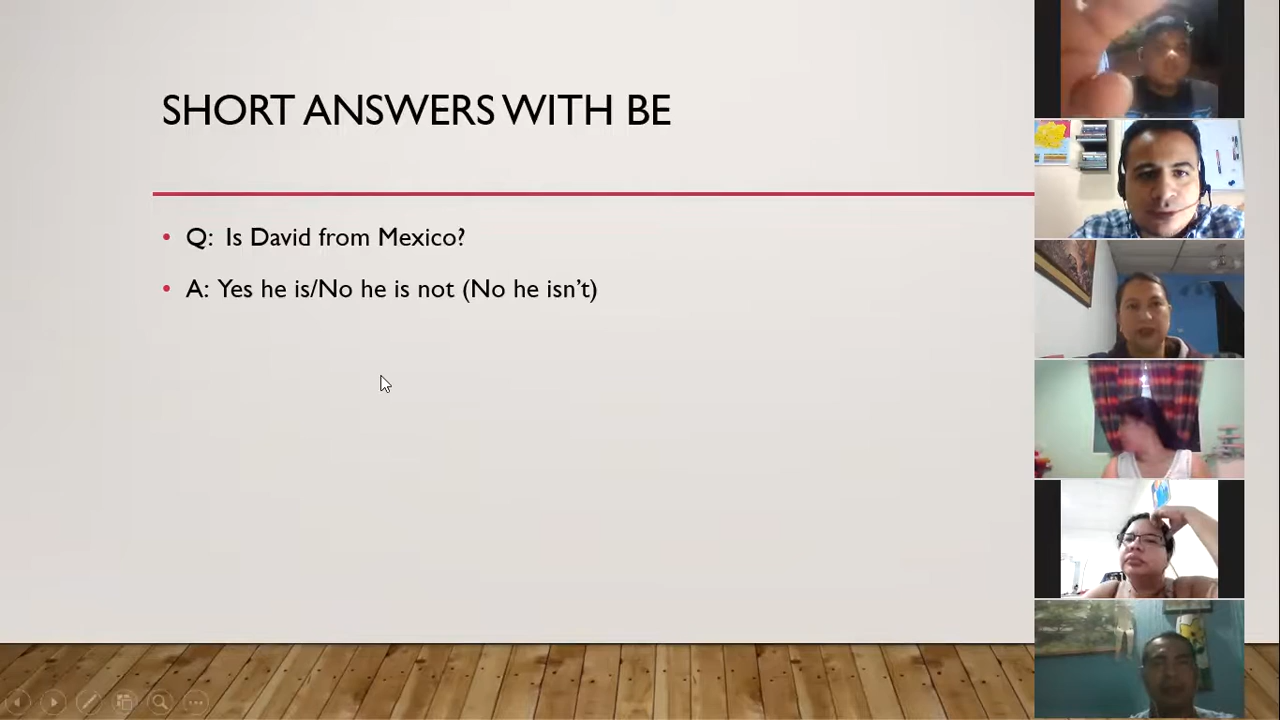 SHORT ANSWERS WITH BE
Q: Is David from Mexico?
A: Yes he is/No he is not (No he isn’t)